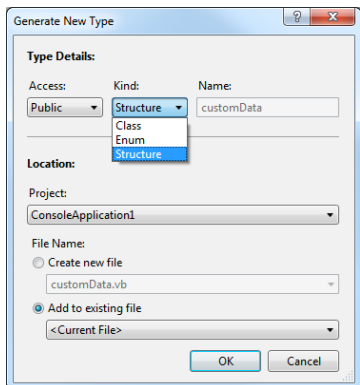 Generate New Type
Type Details:
Access: Kind: Name:
Public Structure customData
Class
Enum
Structure
Location:
Project:
ConsoleApplication1
File Name:
Create new file
customData.vb
Add to existing file
<Current File>
OK Cancel